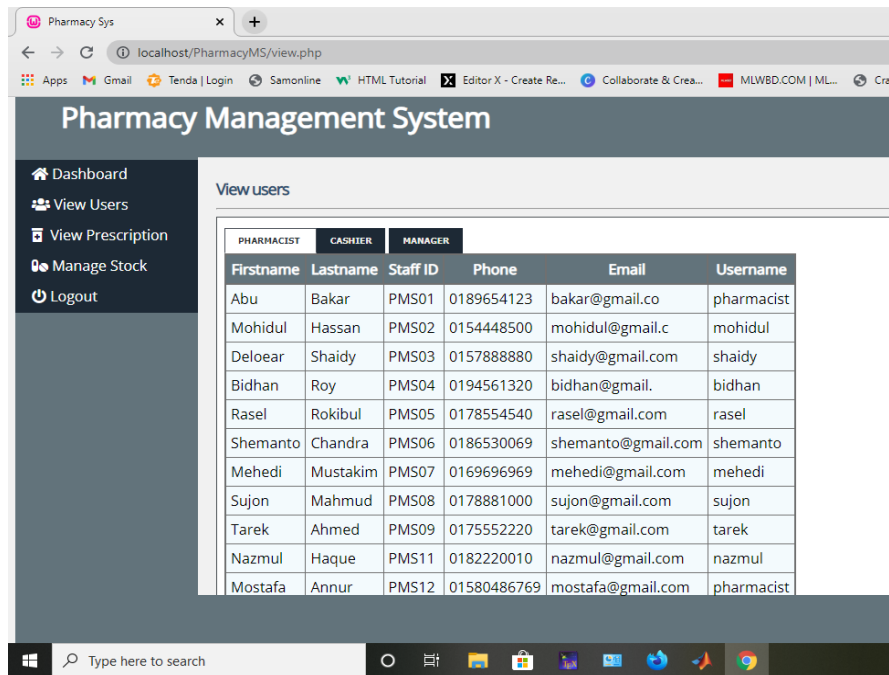 Pharmacy Sys
localhost/PharmacyMS/view.php
Apps Gmail Tenda | Login Samonline HTML Tutorial Editor X - Create Re... Collaborate & Crea... MLWBD.COM | ML... Cra
Pharmacy Management System
Dashboard
View Users
View Prescription
Manage Stock
Logout
View users
PHARMACIST CASHIER MANAGER
Firstname Lastname Staff ID Phone Email Username
Abu Bakar PMS01 0189654123 bakar@gmail.co pharmacist
Mohidul Hassan PMS02 0154448500 mohidul@gmail.c mohidul
Deloear Shaidy PMS03 0157888880 shaidy@gmail.com shaidy
Bidhan Roy PMS04 0194561320 bidhan@gmail. bidhan
Rasel Rokibul PMS05 0178554540 rasel@gmail.com rasel
Shemanto Chandra PMS06 0186530069 shemanto@gmail.com shemanto
Mehedi Mustakim PMS07 0169696969 mehedi@gmail.com mehedi
Sujon Mahmud PMS08 0178881000 sujon@gmail.com sujon
Tarek Ahmed PMS09 0175552220 tarek@gmail.com tarek
Nazmul Haque PMS11 0182220010 nazmul@gmail.com nazmul
Mostafa Annur PMS12 01580486769 mostafa@gmail.com pharmacist
Type here to search